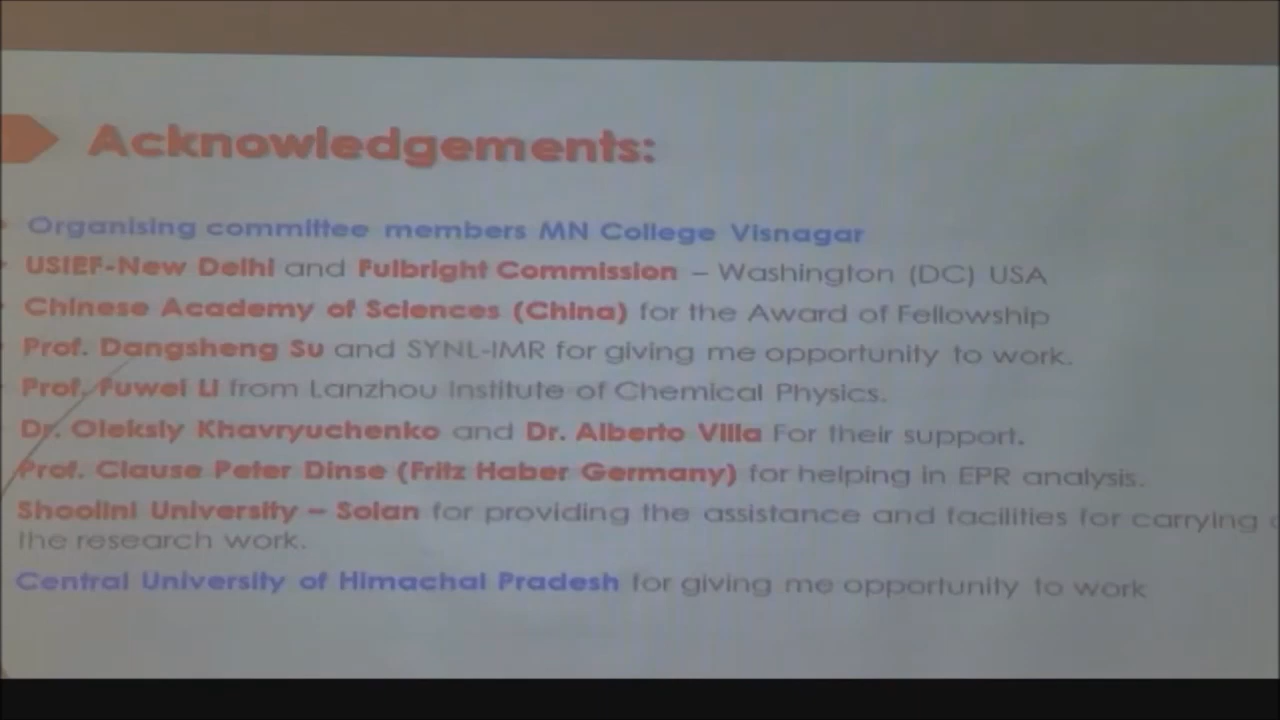 Acknowledgements:
Organising committee members MN College Visnagar
USIEF-New Delhi and Fulbright Commission – Washington (DC) USA
Chinese Academy of Sciences (China) for the Award of Fellowship
Prof. Dangsheng Su and SYNL-IMR for giving me opportunity to work.
Prof. Fuwei Li from Lanzhou Institute of Chemical Physics.
Dr. Oleksiy Khavryuchenko and Dr. Alberto Villa For their support.
Prof. Clause Peter Dinse (Fritz Haber Germany) for helping in EPR analysis.
Shoolini University – Solan for providing the assistance and facilities for carrying
the research work.
Central University of Himachal Pradesh for giving me opportunity to work